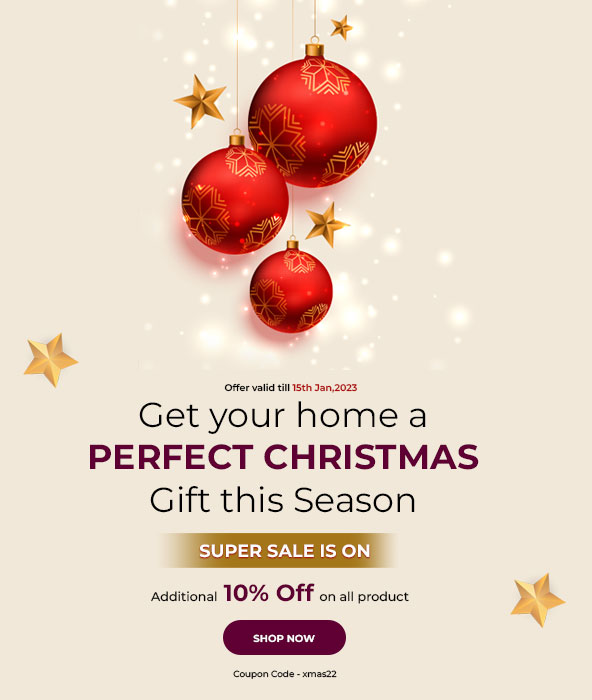 Offer valid till 15th Jan,2023
Get your home a
PERFECT CHRISTMAS
Gift this Season
SUPER SALE IS ON
Additional 10% Off on all product
SHOP NOW
Coupon Code - xmas22